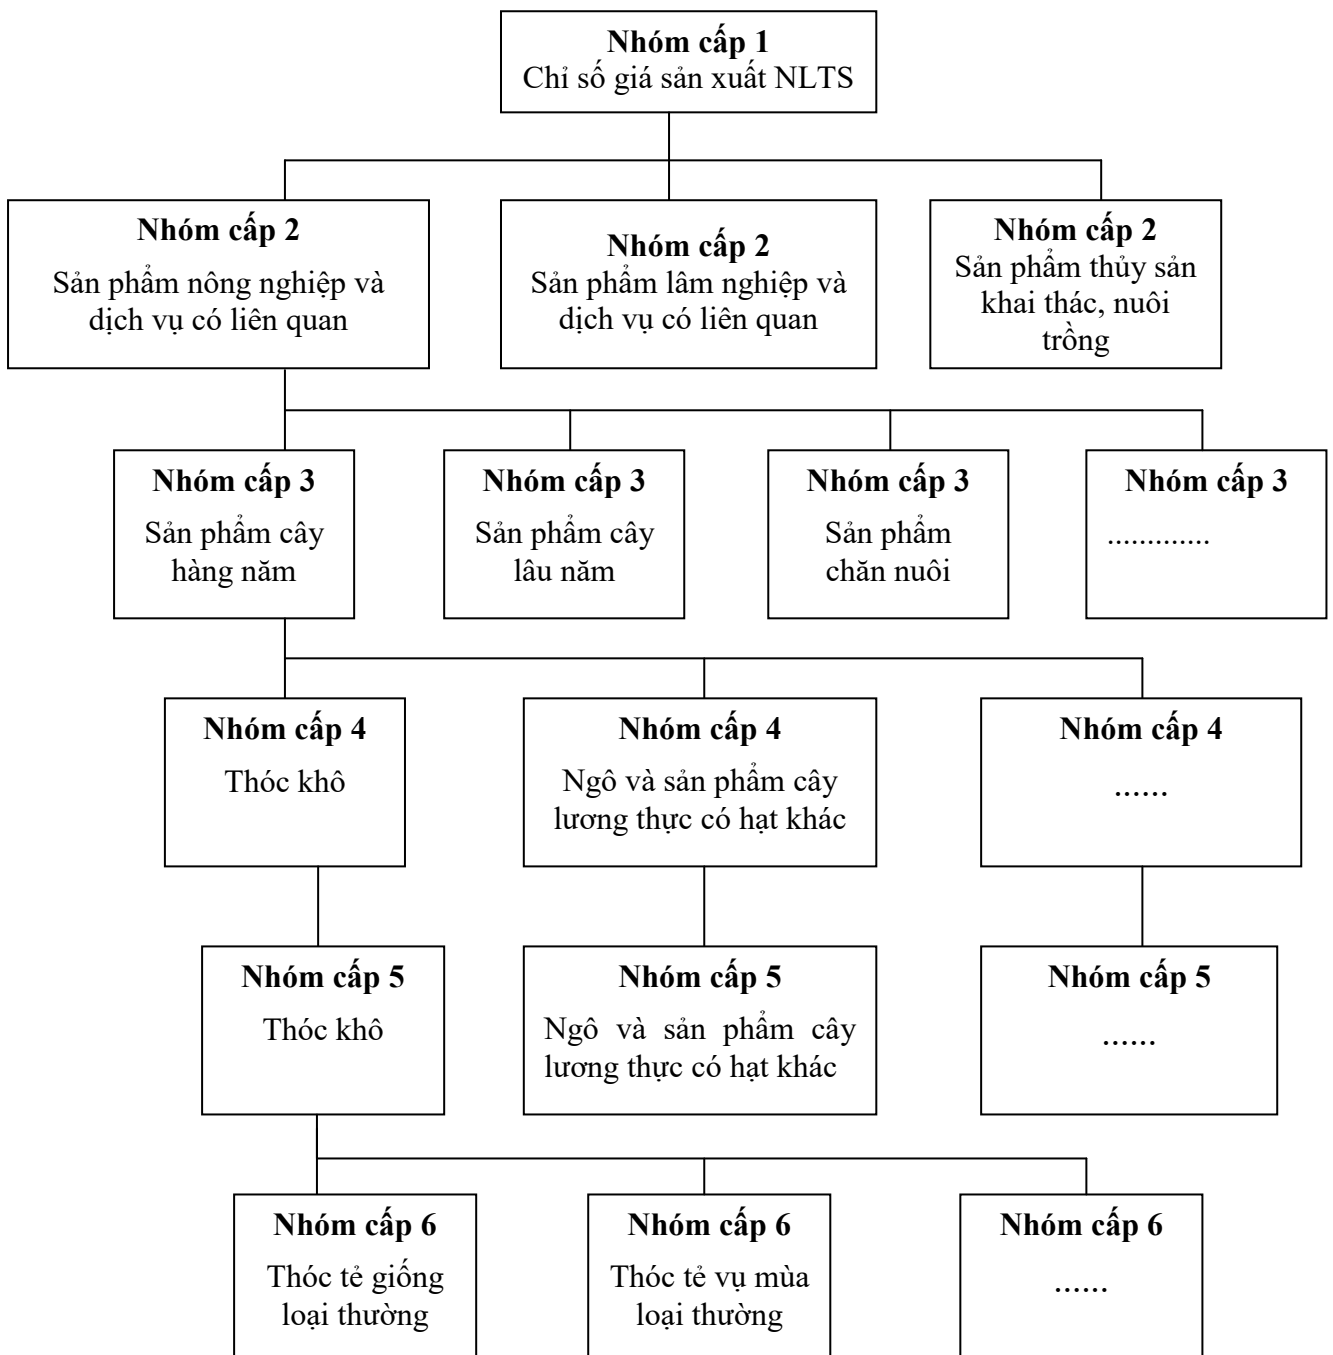 Nhóm cấp 1
Chỉ số giá sản xuất NLTS
Nhóm cấp 2
Sản phẩm nông nghiệp và
dịch vụ có liên quan
Nhóm cấp 2
Sản phẩm lâm nghiệp và
dịch vụ có liên quan
Nhóm cấp 2
Sản phẩm thủy sản
khai thác, nuôi
trồng
Nhóm cấp 3
Sản phẩm cây
hàng năm
Nhóm cấp 3
Sản phẩm cây
lâu năm
Nhóm cấp 3
Sản phẩm
chăn nuôi
Nhóm cấp 3
.............
Nhóm cấp 4
Thóc khô
Nhóm cấp 4
Ngô và sản phẩm cây
lương thực có hạt khác
Nhóm cấp 4
......
Nhóm cấp 5
Thóc khô
Nhóm cấp 5
Ngô và sản phẩm cây
lương thực có hạt khác
Nhóm cấp 5
......
Nhóm cấp 6
Thóc tẻ giống
loại thường
Nhóm cấp 6
Thóc tẻ vụ mùa
loại thường
Nhóm cấp 6
......